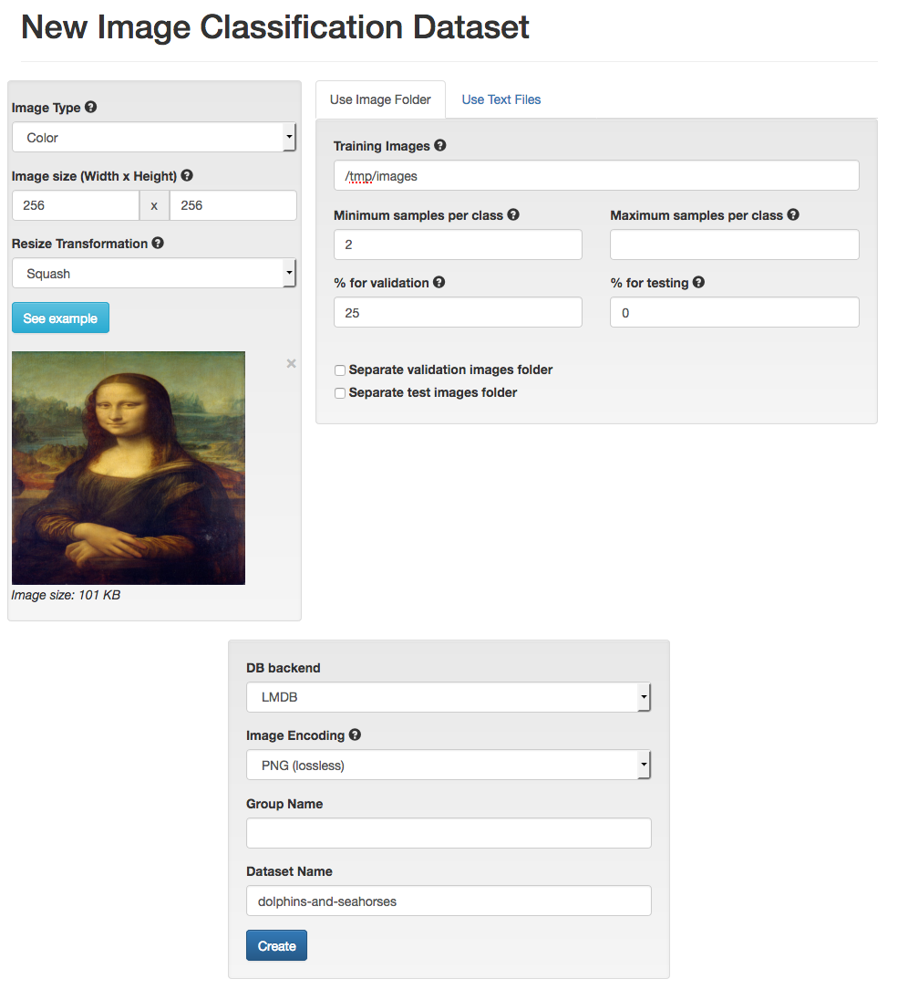 New Image Classification Dataset
Image Type
Color
Image size (Width x Height)
256 x 256
Resize Transformation
Squash
See example
×
Image size: 101 KB
Use Image Folder Use Text Files
Training Images
/tmp/images
Minimum samples per class Maximum samples per class
2
% for validation % for testing
25 0
Separate validation images folder
Separate test images folder
DB backend
LMDB
Image Encoding
PNG (lossless)
Group Name
Dataset Name
dolphins-and-seahorses
Create